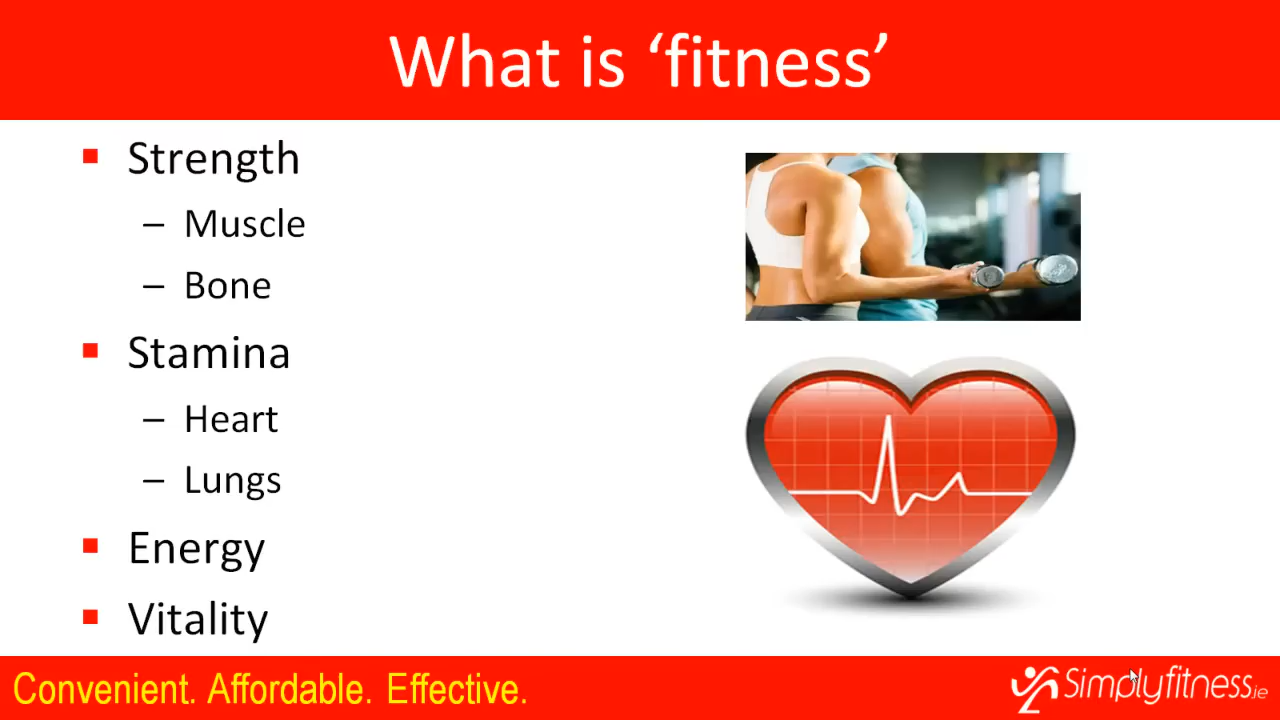 What is ‘fitness’
▪ Strength
– Muscle
– Bone
▪ Stamina
– Heart
– Lungs
▪ Energy
▪ Vitality
Convenient. Affordable. Effective.
Simplyfitness.ie